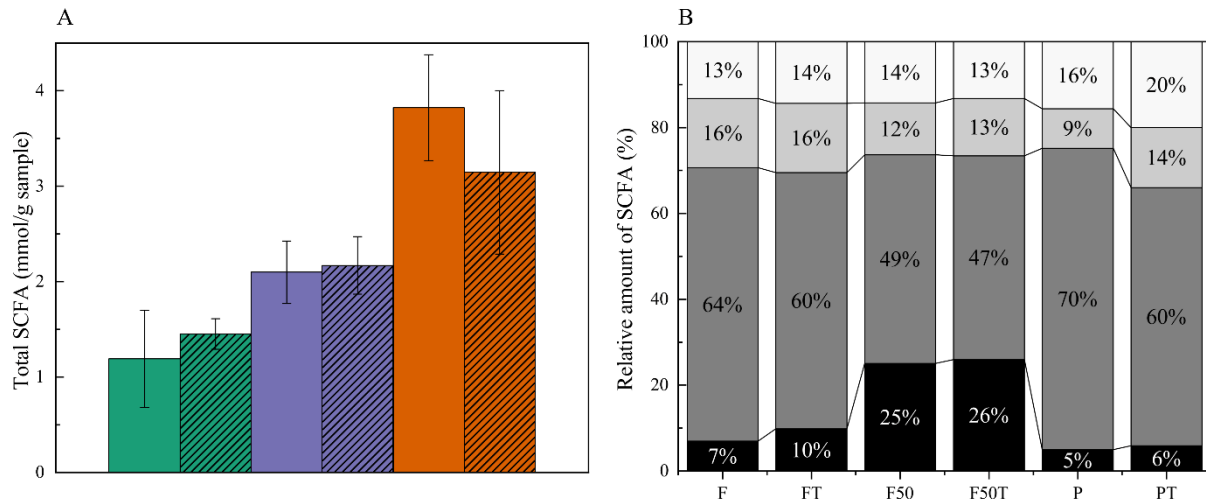 A
B
Total SCFA (mmol/g sample)
4
3
2
1
0
Relative amount of SCFA (%)
100
80
60
40
20
0
13% 14% 14% 13% 16% 20%
16% 16% 12% 13% 9% 14%
64% 60% 49% 47% 70% 60%
7% 10% 25% 26% 5% 6%
F FT F50 F50T P PT